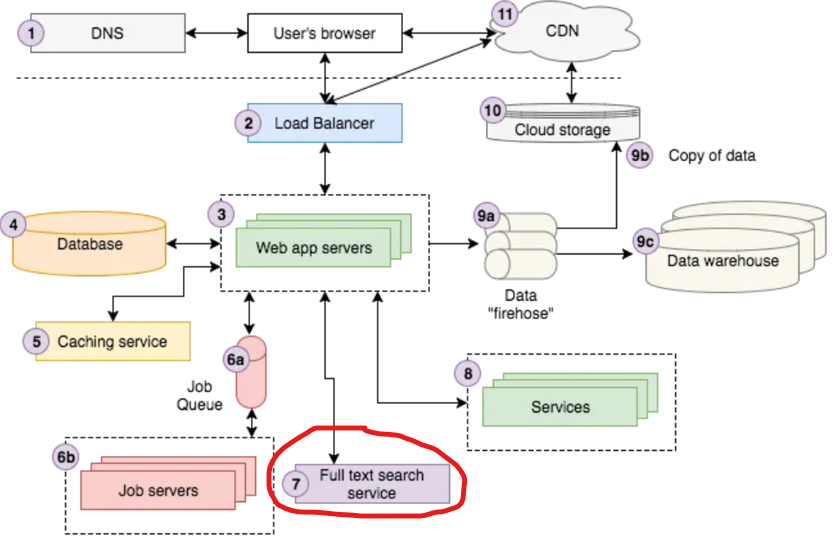 1
DNS
User's browser
11
CDN
2
Load Balancer
10
Cloud storage
9b
Copy of data
3
Web app servers
4
Database
9a
Data
"firehose"
9c
Data warehouse
5
Caching service
6a
Job
Queue
8
Services
6b
Job servers
7
Full text search
service